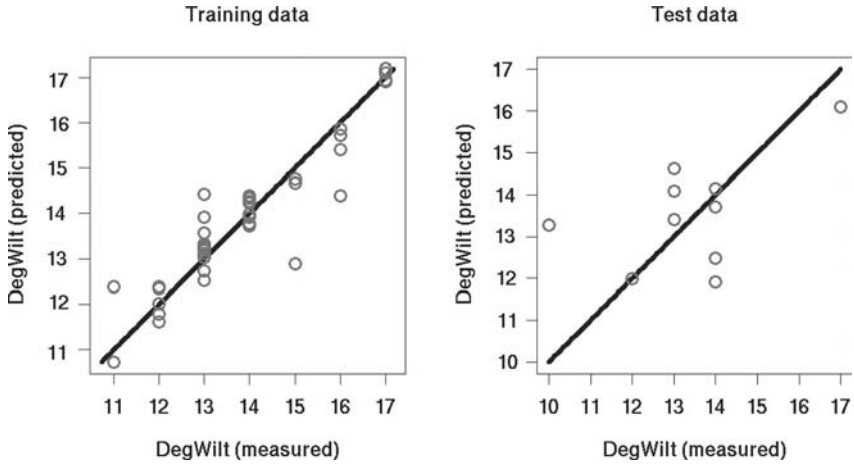 Training data
DegWilt (predicted)
17
16
15
14
13
12
11
11 12 13 14 15 16 17
DegWilt (measured)
Test data
DegWilt (predicted)
17
16
15
14
13
12
11
10
10 11 12 13 14 15 16 17
DegWilt (measured)